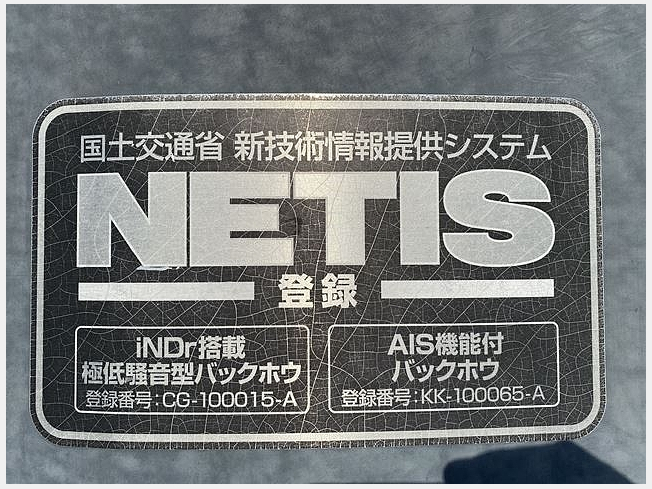 国土交通省 新技術情報提供システム
NETIS
登録
iNDr搭載
極低騒音型バックホウ
登録番号:CG-100015-A
AIS機能付
バックホウ
登録番号:KK-100065-A